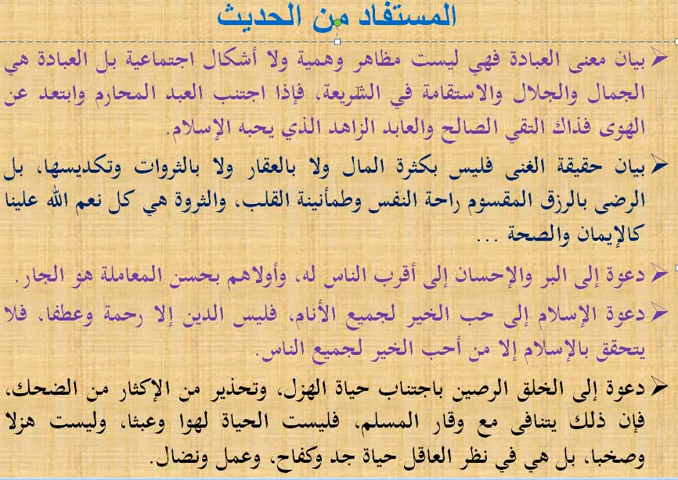 المستفاد من الحديث
بيان معنى العبادة فهي ليست مظاهر وهمية ولا أشكال اجتماعية بل العبادة هي
الجمال والجلال والاستقامة في الشريعة، فإذا اجتنب العبد المحارم وابتعد عن
الهوى فذاك التقي الصالح والعابد الزاهد الذي يحبه الإسلام.
بيان حقيقة الغنى فليس بكثرة المال ولا بالعقار ولا بالثروات وتكديسها، بل
الرضى بالرزق المقسوم راحة النفس وطمأنينة القلب، والثروة هي كل نعم الله علينا
كالإيمان والصحة ...
دعوة إلى البر والإحسان إلى أقرب الناس له، وأولاهم بحسن المعاملة هو الجار.
دعوة الإسلام إلى حب الخير لجميع الأنام، فليس الدين إلا رحمة وعطفا، فلا
يتحقق بالإسلام إلا من أحب الخير لجميع الناس.
دعوة إلى الخلق الرصين باجتناب حياة الهزل، وتحذير من الإكثار من الضحك،
فإن ذلك يتنافى مع وقار المسلم، فليست الحياة لهوا وعبثا، وليست هزلا
وصخبا، بل هي في نظر العاقل حياة جد وكفاح، وعمل ونضال.